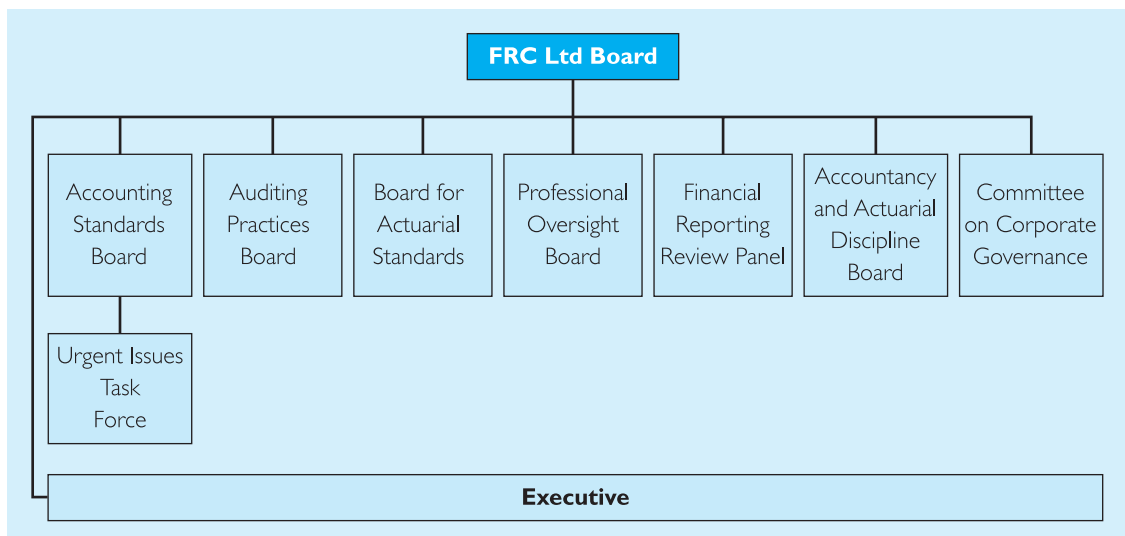 FRC Ltd Board
Accounting
Standards
Board
Auditing
Practices
Board
Board for
Actuarial
Standards
Professional
Oversight
Board
Financial
Reporting
Review Panel
Accountancy
and Actuarial
Discipline
Board
Committee
on Corporate
Governance
Urgent Issues
Task
Force
Executive